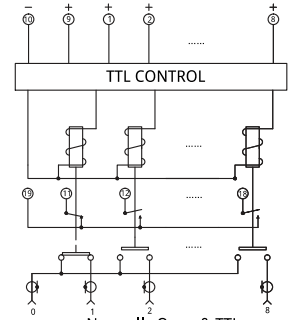 − + + + +
10 9 1 2 8
......
TTL CONTROL
......
19 11 12 ...... 18
......
0 1 2 8